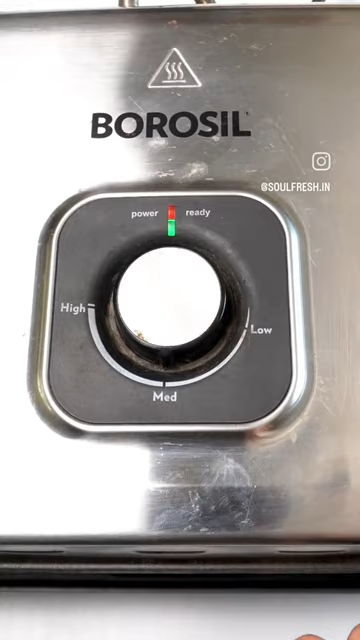 BOROSIL
@SOULFRESH.IN
power ready
High
Low
Med